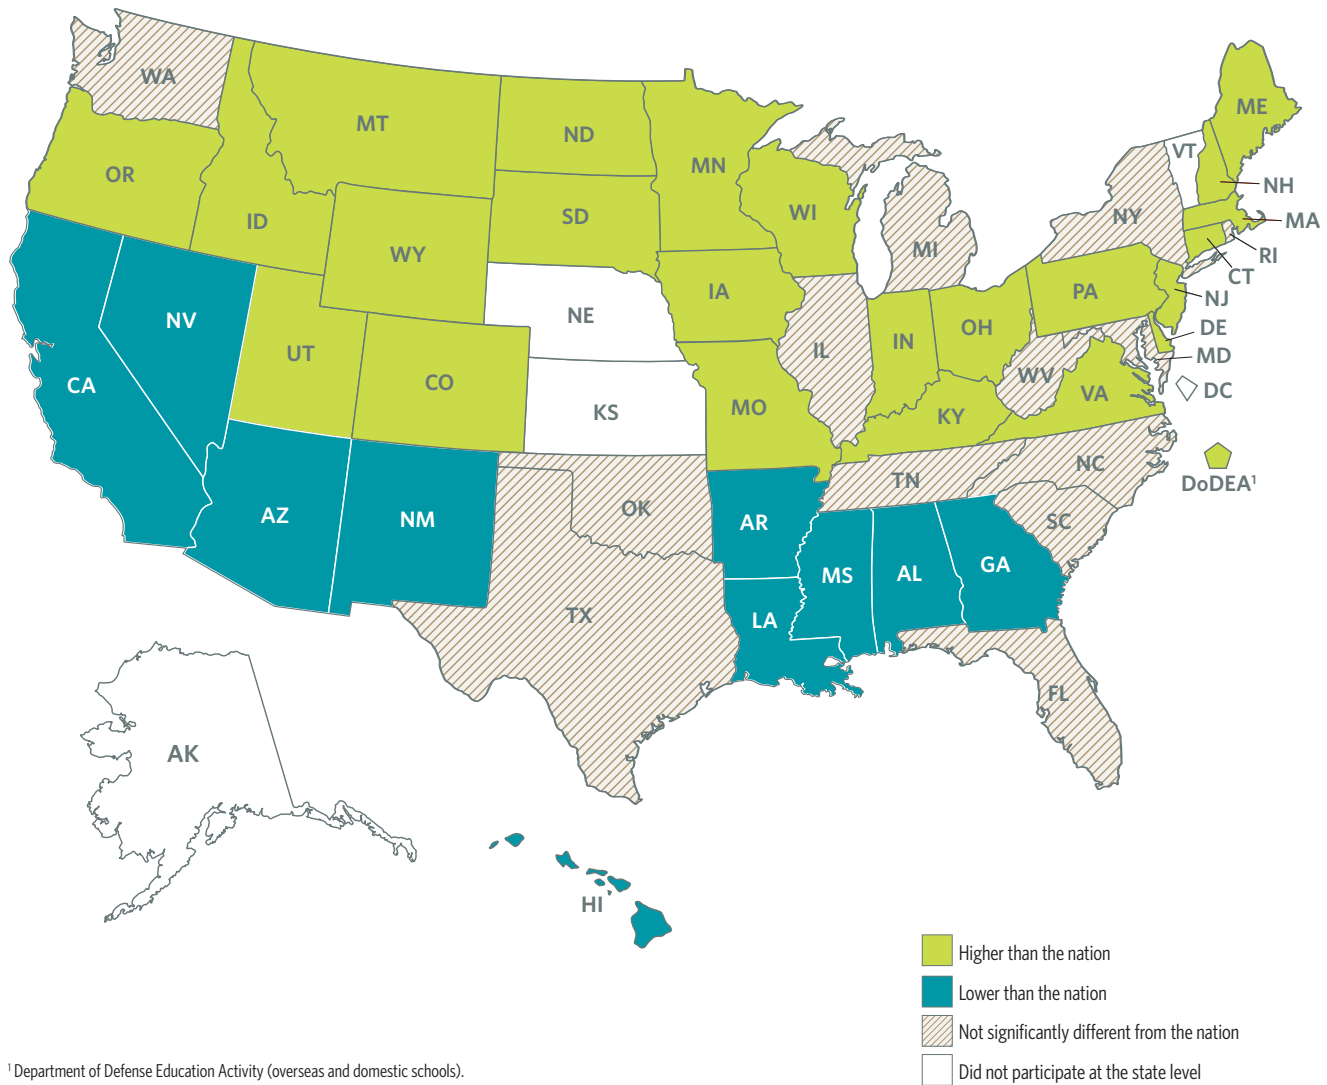 WA
MT
ND
MN
ME
OR
ID
SD
WI
VT
NH
MA
NY
MI
RI
CT
WY
IA
NE
PA
NJ
DE
MD
DC
NV
UT
CO
IL
IN
OH
WV
VA
CA
KS
MO
KY
DoDEA¹
AZ
NM
OK
AR
TN
NC
SC
MS
AL
GA
TX
LA
FL
AK
HI
Higher than the nation
Lower than the nation
Not significantly different from the nation
Did not participate at the state level
¹ Department of Defense Education Activity (overseas and domestic schools).